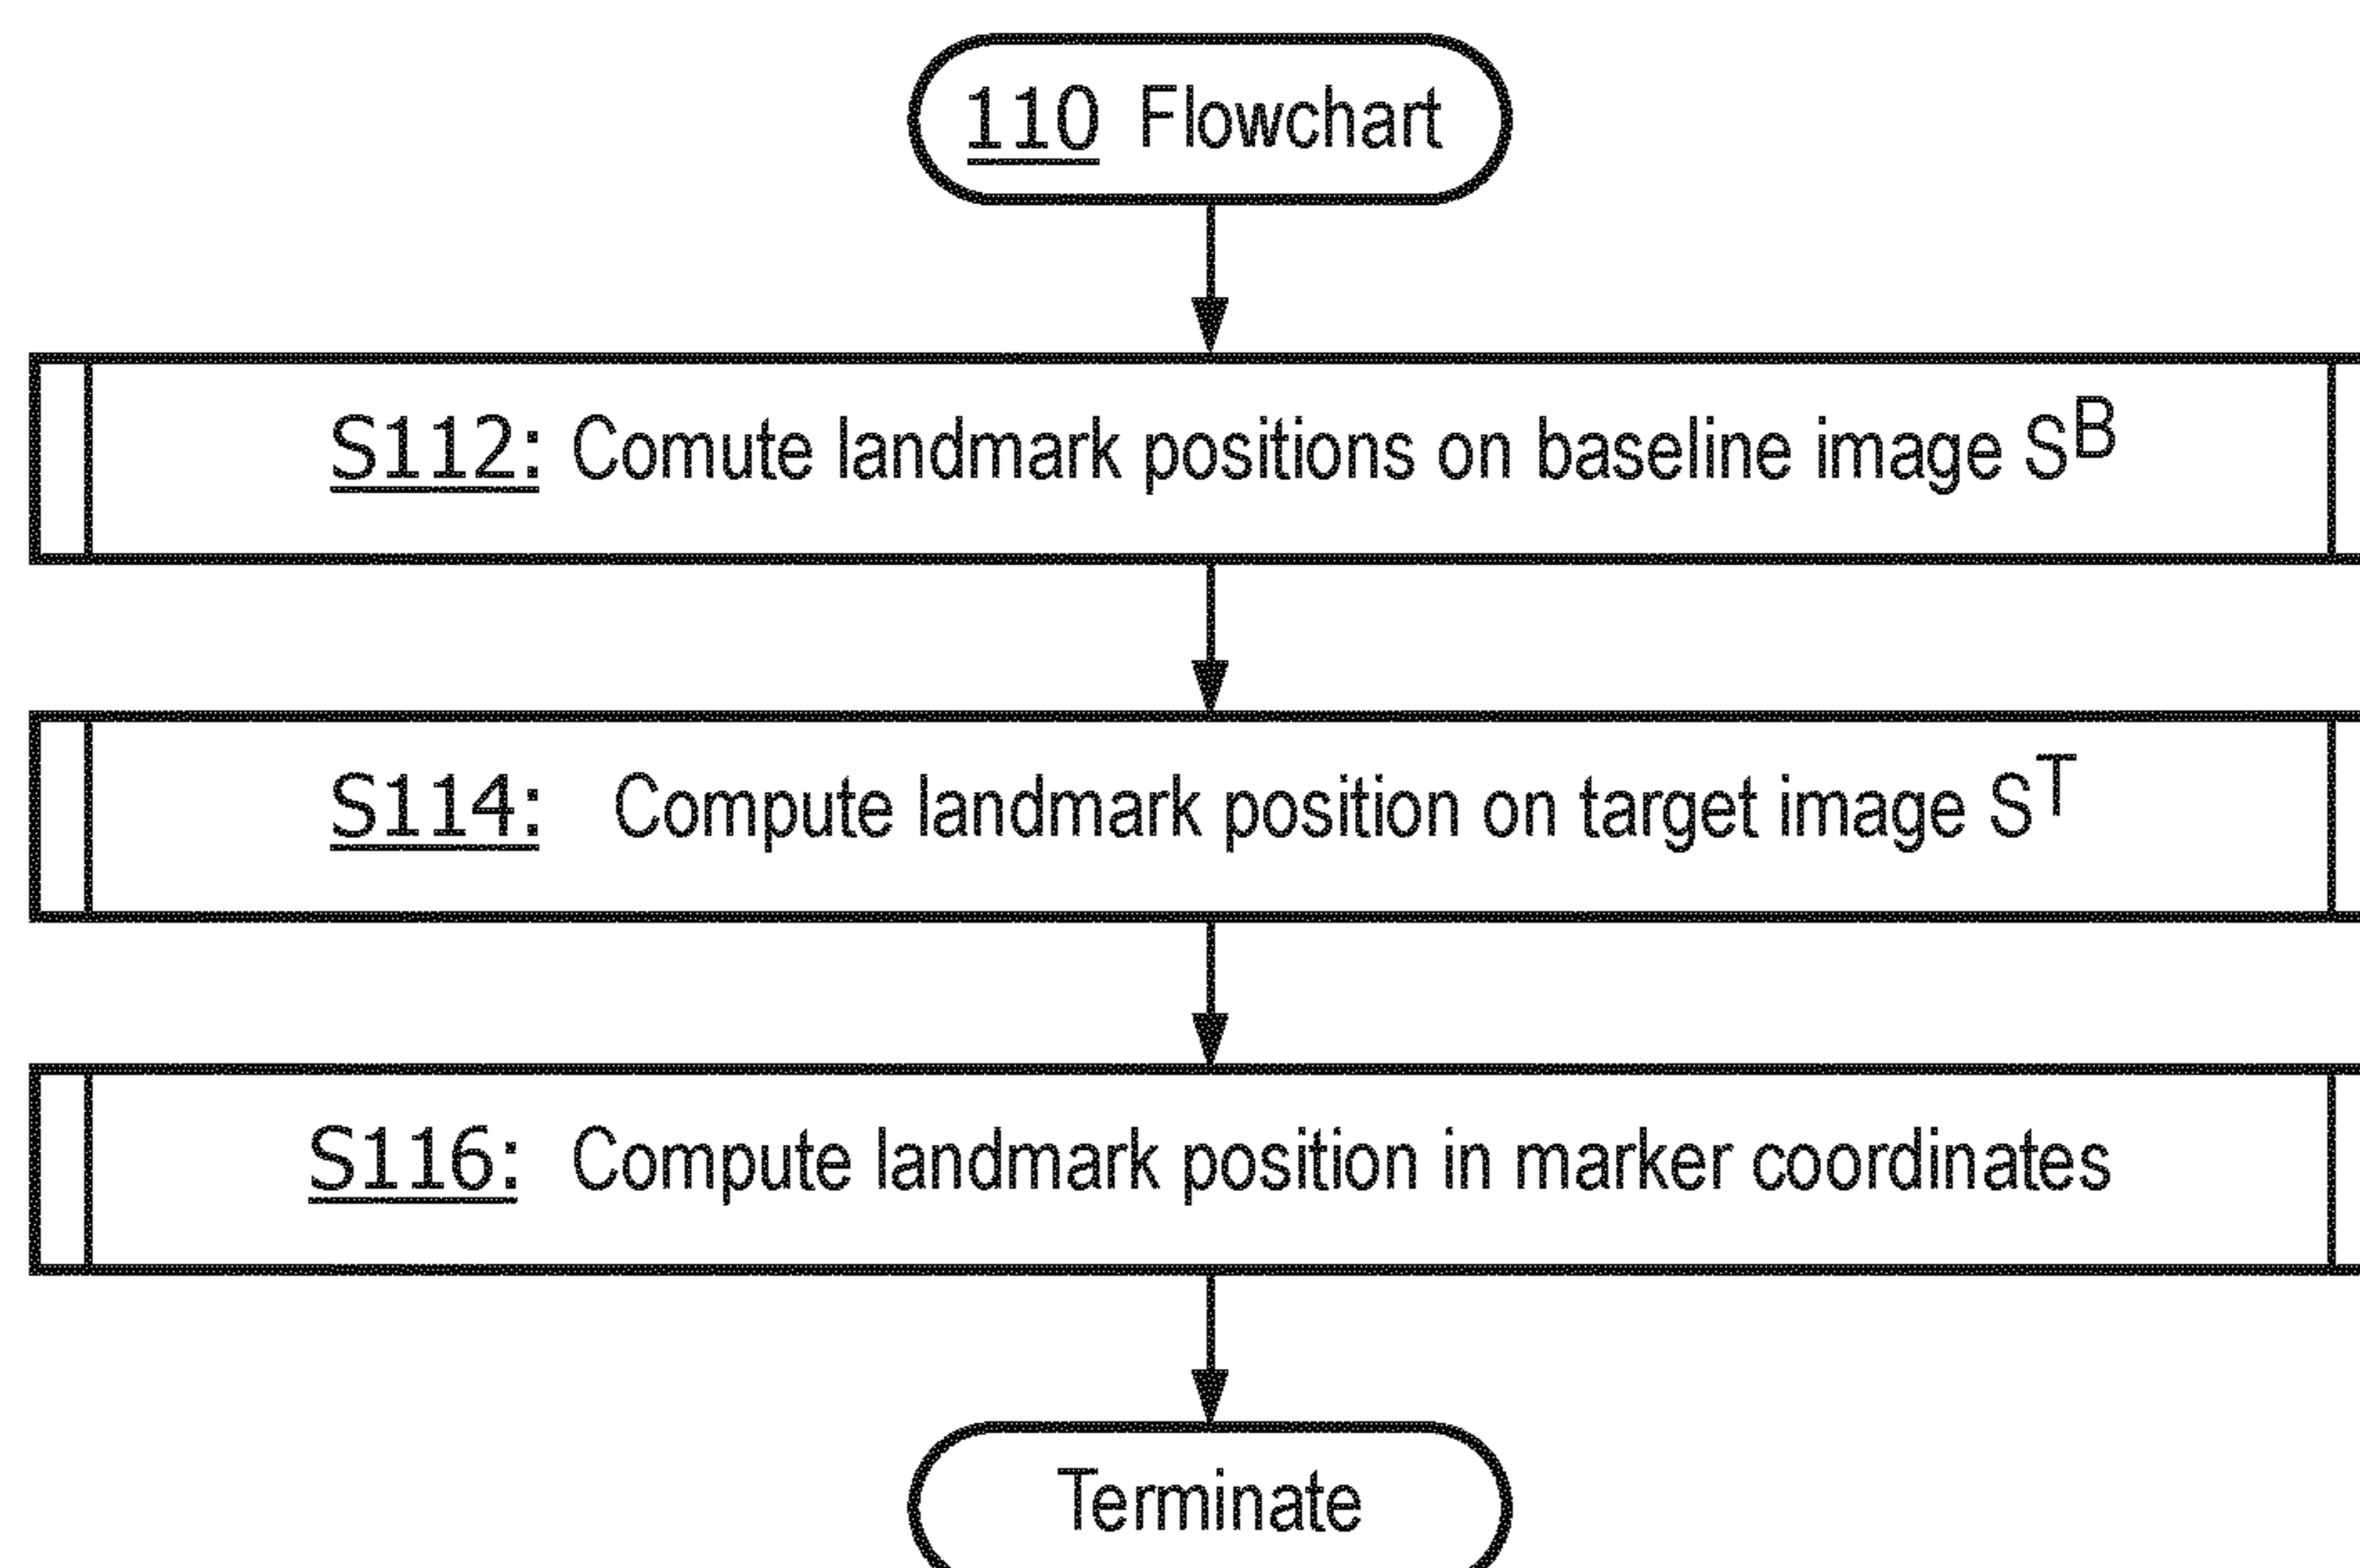 110 Flowchart
S112: Comute landmark positions on baseline image S^B
S114: Compute landmark position on target image S^T
S116: Compute landmark position in marker coordinates
Terminate